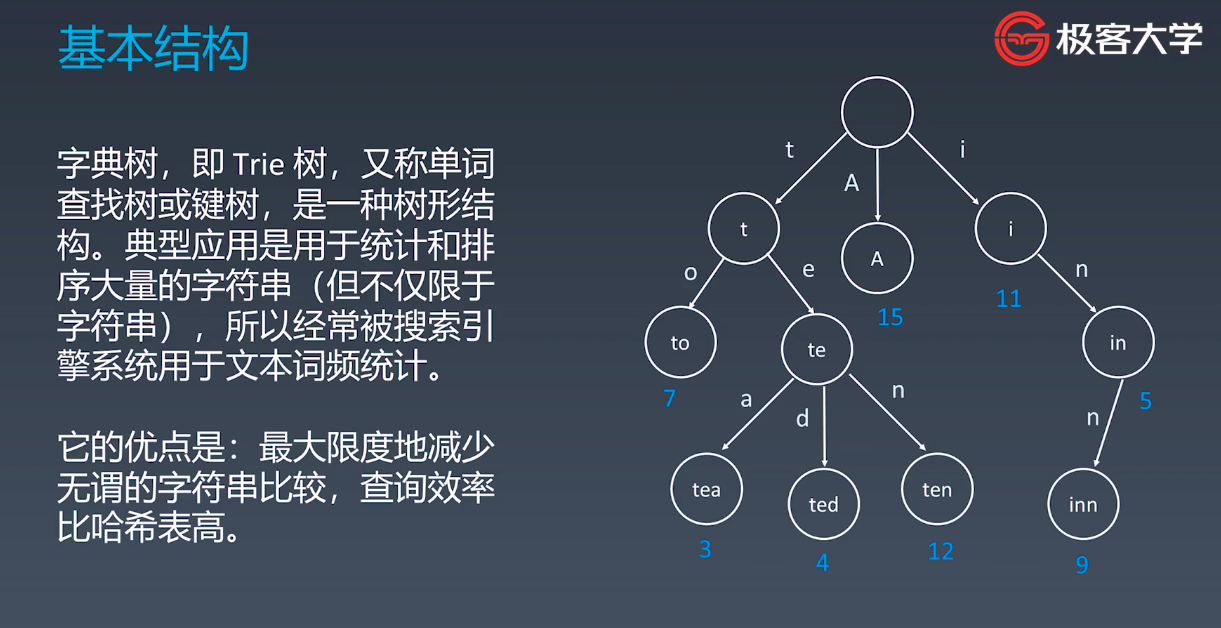 基本结构
极客大学
字典树，即 Trie 树，又称单词
查找树或键树，是一种树形结
构。典型应用是用于统计和排
序大量的字符串（但不仅限于
字符串），所以经常被搜索引
擎系统用于文本词频统计。
它的优点是：最大限度地减少
无谓的字符串比较，查询效率
比哈希表高。
t
A
i
t
A
i
15
11
o
e
n
to
te
in
7
5
a
d
n
n
tea
ted
ten
inn
3
4
12
9